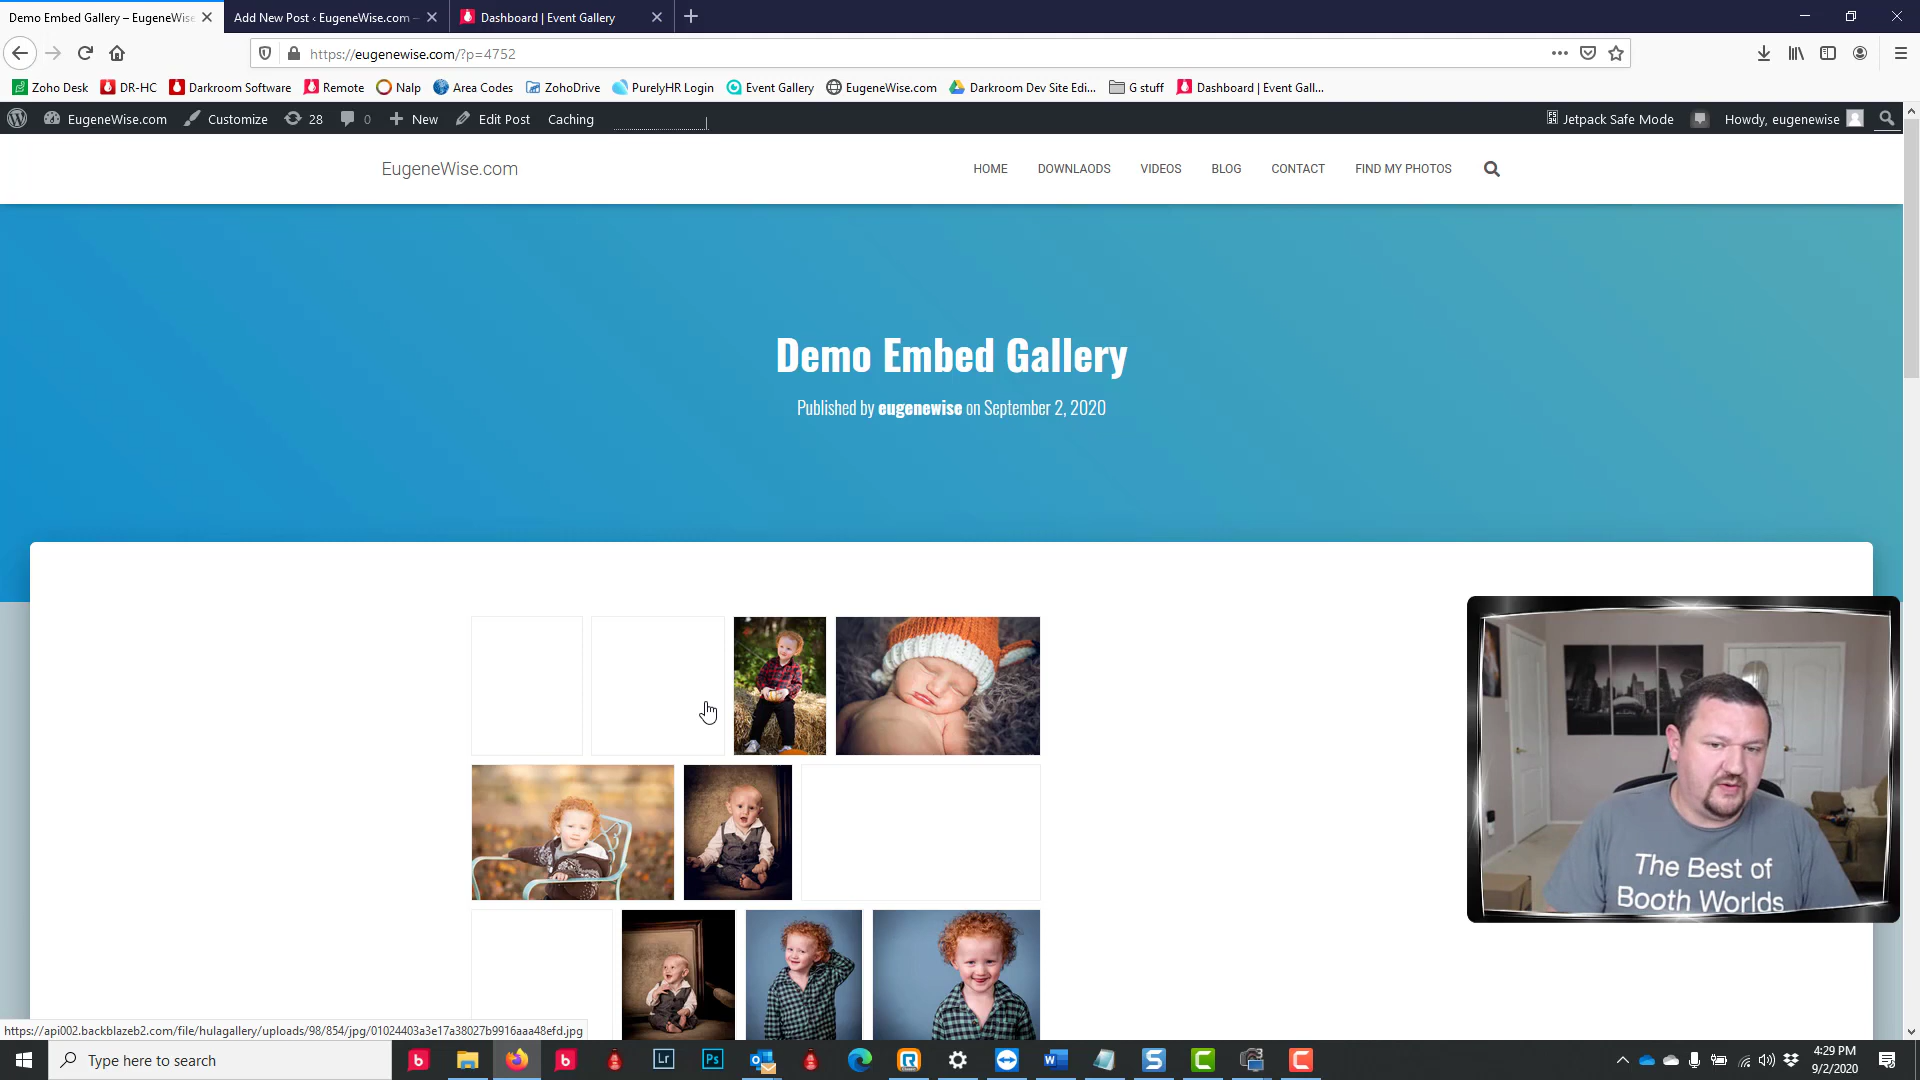 Demo Embed Gallery – EugeneWise
Add New Post ‹ EugeneWise.com —
Dashboard | Event Gallery
https://eugenewise.com/?p=4752
Zoho Desk
DR-HC
Darkroom Software
Remote
Nalp
Area Codes
ZohoDrive
PurelyHR Login
Event Gallery
EugeneWise.com
Darkroom Dev Site Edi...
G stuff
Dashboard | Event Gall...
EugeneWise.com
Customize
28
0
New
Edit Post
Caching
Jetpack Safe Mode
Howdy, eugenewise
EugeneWise.com
HOME
DOWNLAODS
VIDEOS
BLOG
CONTACT
FIND MY PHOTOS
Demo Embed Gallery
Published by eugenewise on September 2, 2020
The Best of
Booth Worlds
https://api002.backblazeb2.com/file/hulagallery/uploads/98/854/jpg/01024403a3e17a38027b9916aaa48efd.jpg
Type here to search
Lr
Ps
4:29 PM
9/2/2020